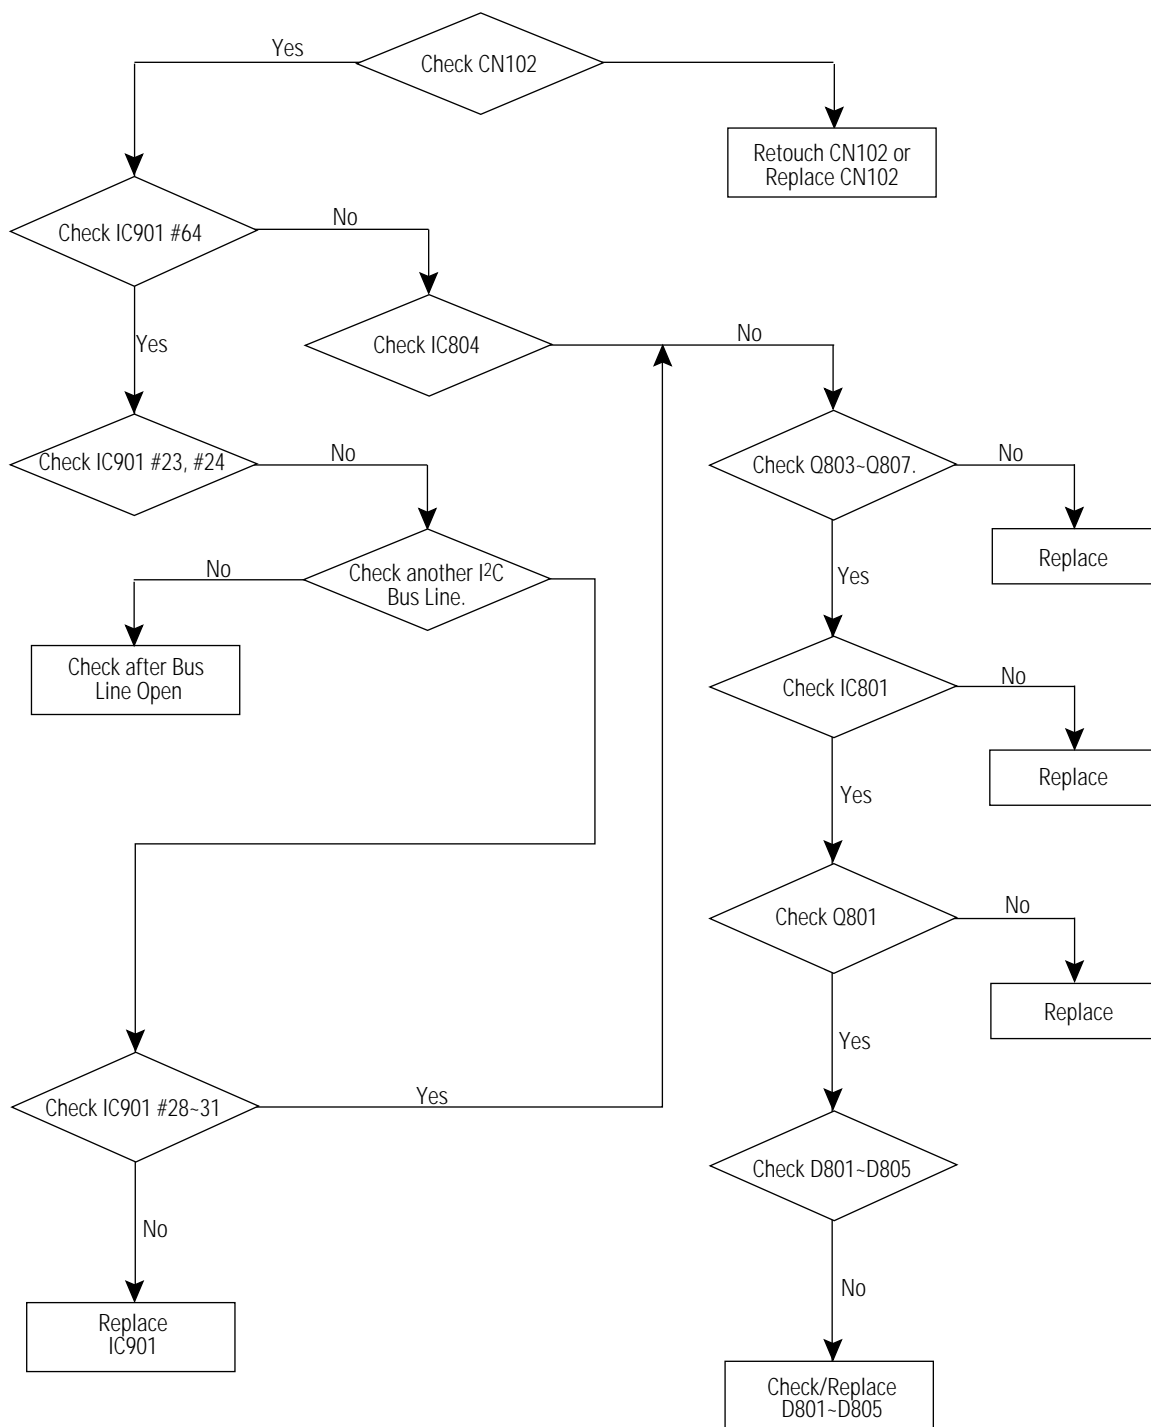 Yes
Check CN102
Retouch CN102 or
Replace CN102
Check IC901 #64
No
Yes
Check IC804
No
Check IC901 #23, #24
No
Check Q803~Q807.
No
Replace
Yes
No
Check another I²C
Bus Line.
Check after Bus
Line Open
Check IC801
No
Replace
Yes
Check Q801
No
Replace
Yes
Check IC901 #28~31
Yes
Check D801~D805
No
No
Replace
IC901
Check/Replace
D801~D805